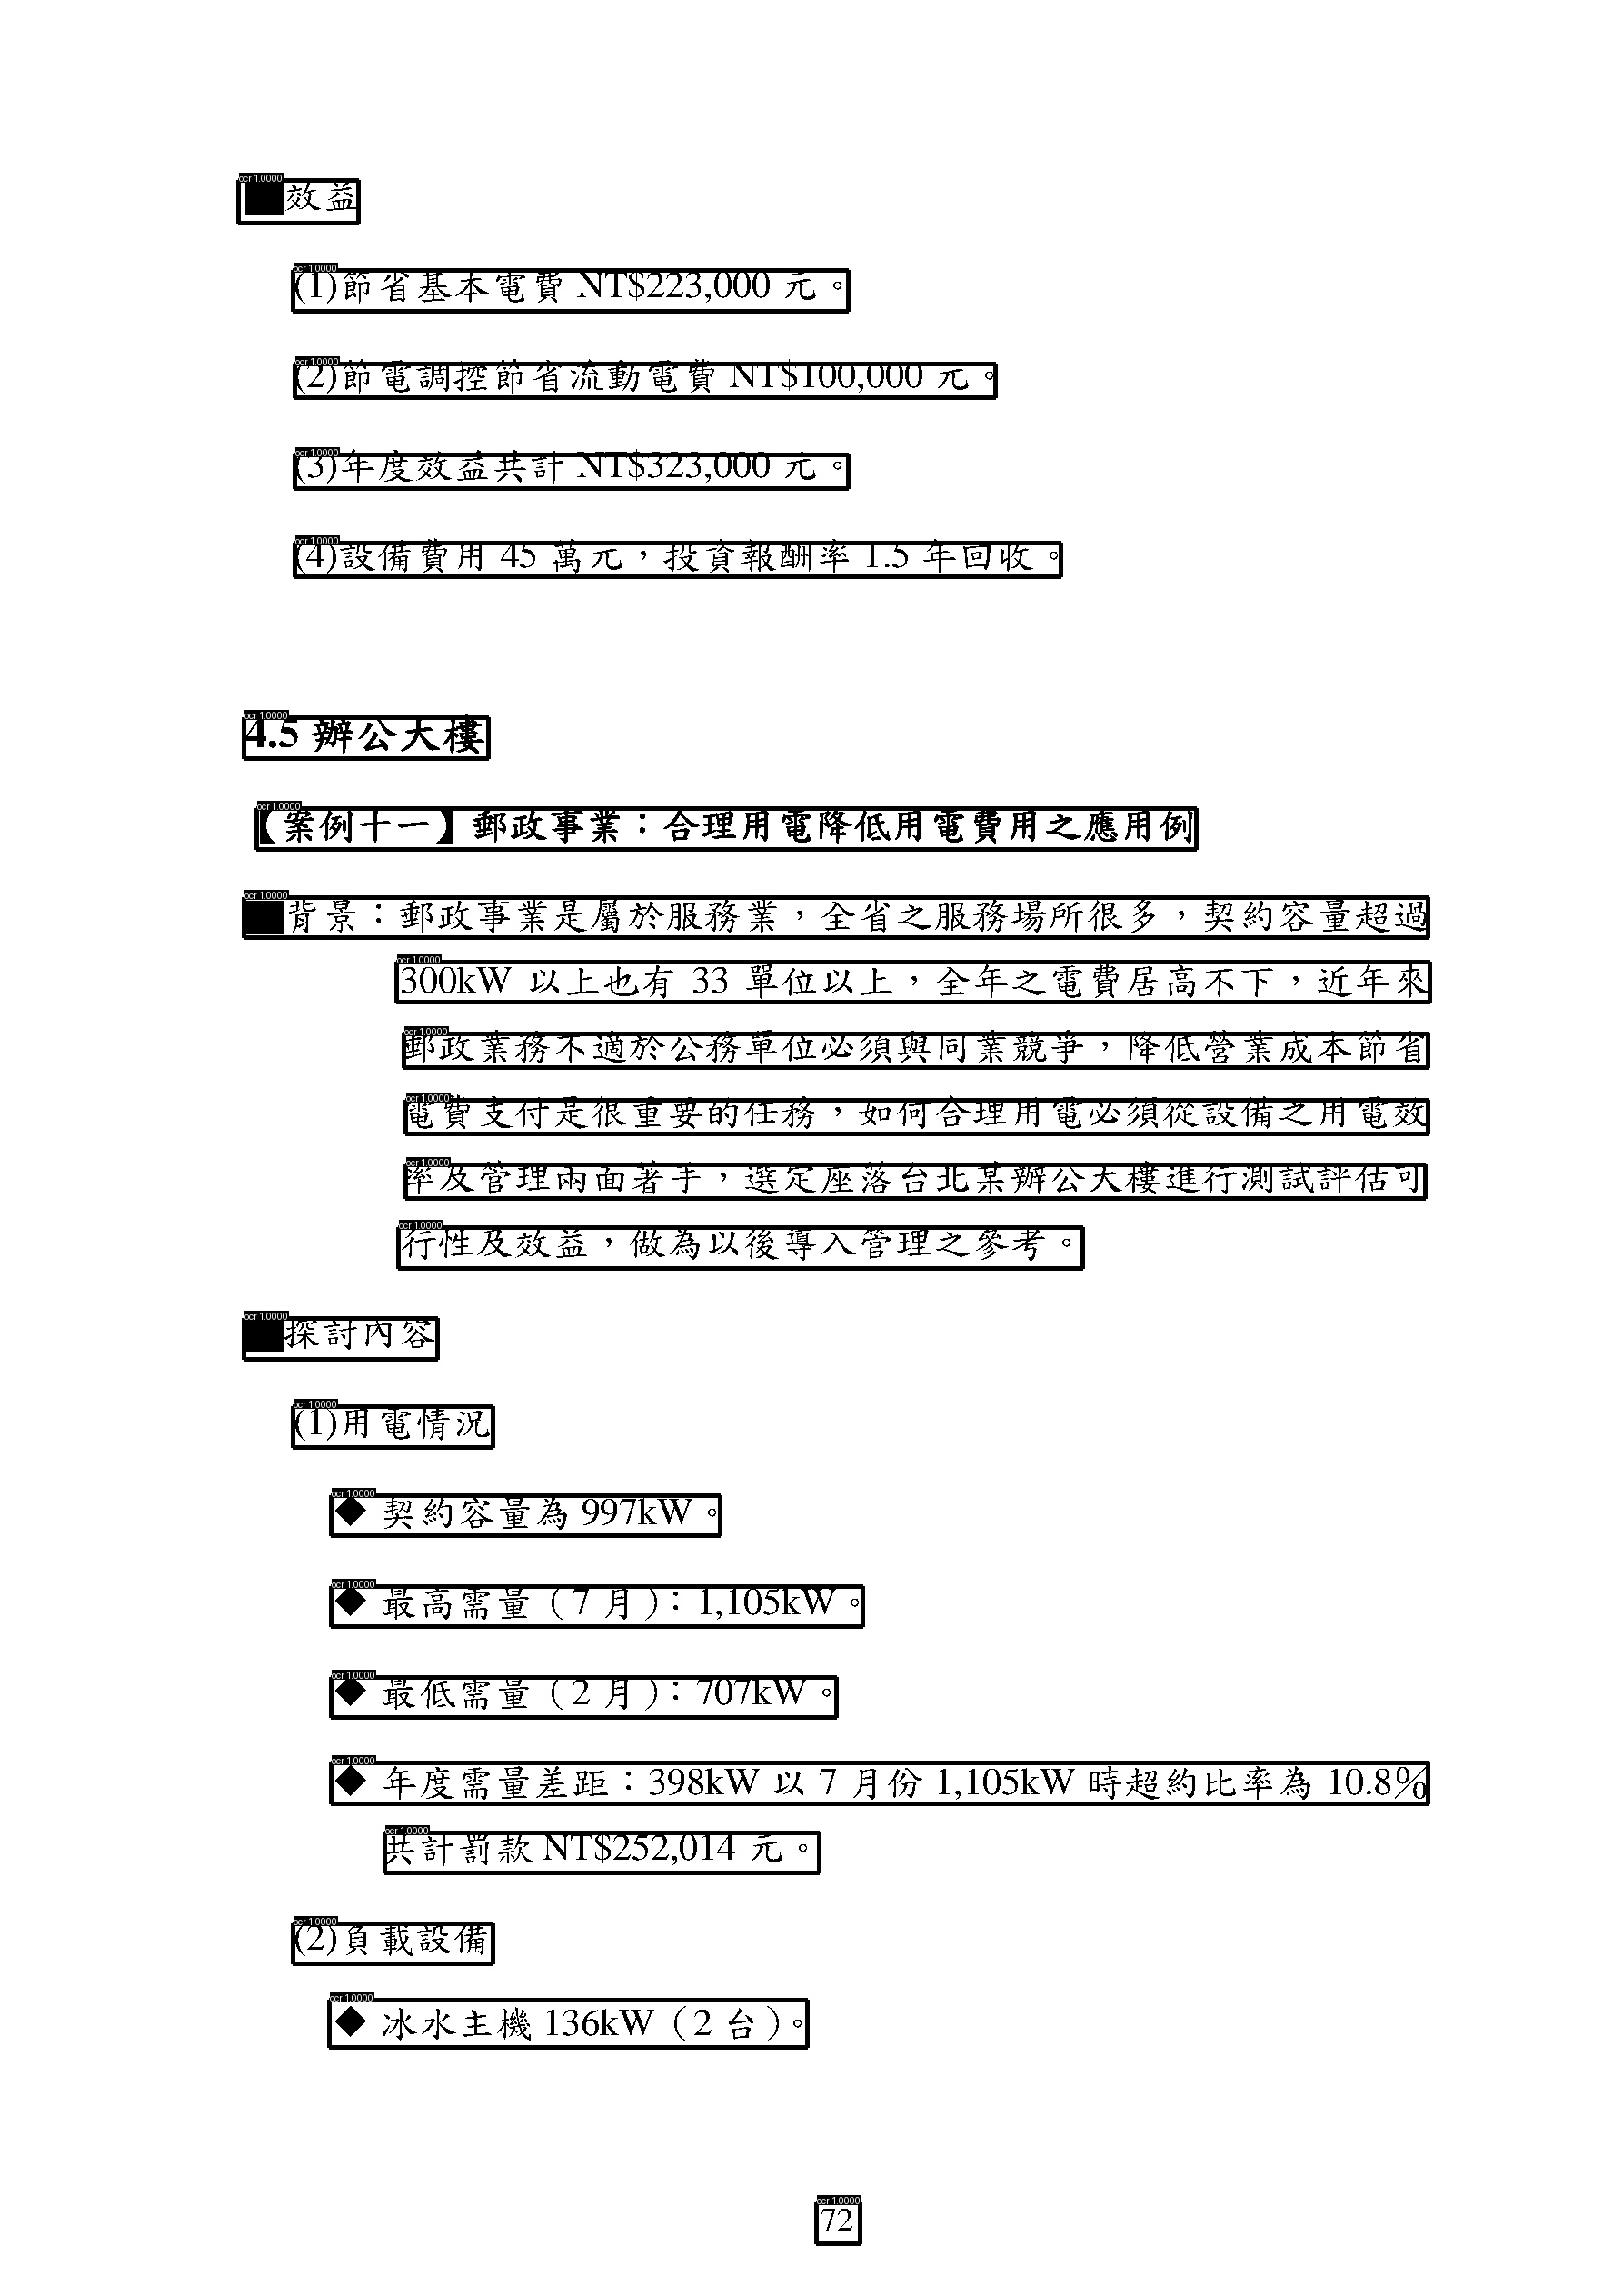 ■效益
(1)節省基本電費 NT$223,000 元。
(2)節電調控節省流動電費 NT$100,000 元。
(3)年度效益共計 NT$323,000 元。
(4)設備費用 45 萬元，投資報酬率 1.5 年回收。
4.5 辦公大樓
【案例十一】郵政事業：合理用電降低用電費用之應用例
■背景：郵政事業是屬於服務業，全省之服務場所很多，契約容量超過
300kW 以上也有 33 單位以上，全年之電費居高不下，近年來
郵政業務不適於公務單位必須與同業競爭，降低營業成本節省
電費支付是很重要的任務，如何合理用電必須從設備之用電效
率及管理兩面著手，選定座落台北某辦公大樓進行測試評估可
行性及效益，做為以後導入管理之參考。
■探討內容
(1)用電情況
◆ 契約容量為 997kW。
◆ 最高需量（7 月）：1,105kW。
◆ 最低需量（2 月）：707kW。
◆ 年度需量差距：398kW 以 7 月份 1,105kW 時超約比率為 10.8%
共計罰款 NT$252,014 元。
(2)負載設備
◆ 冰水主機 136kW（2 台）。
72